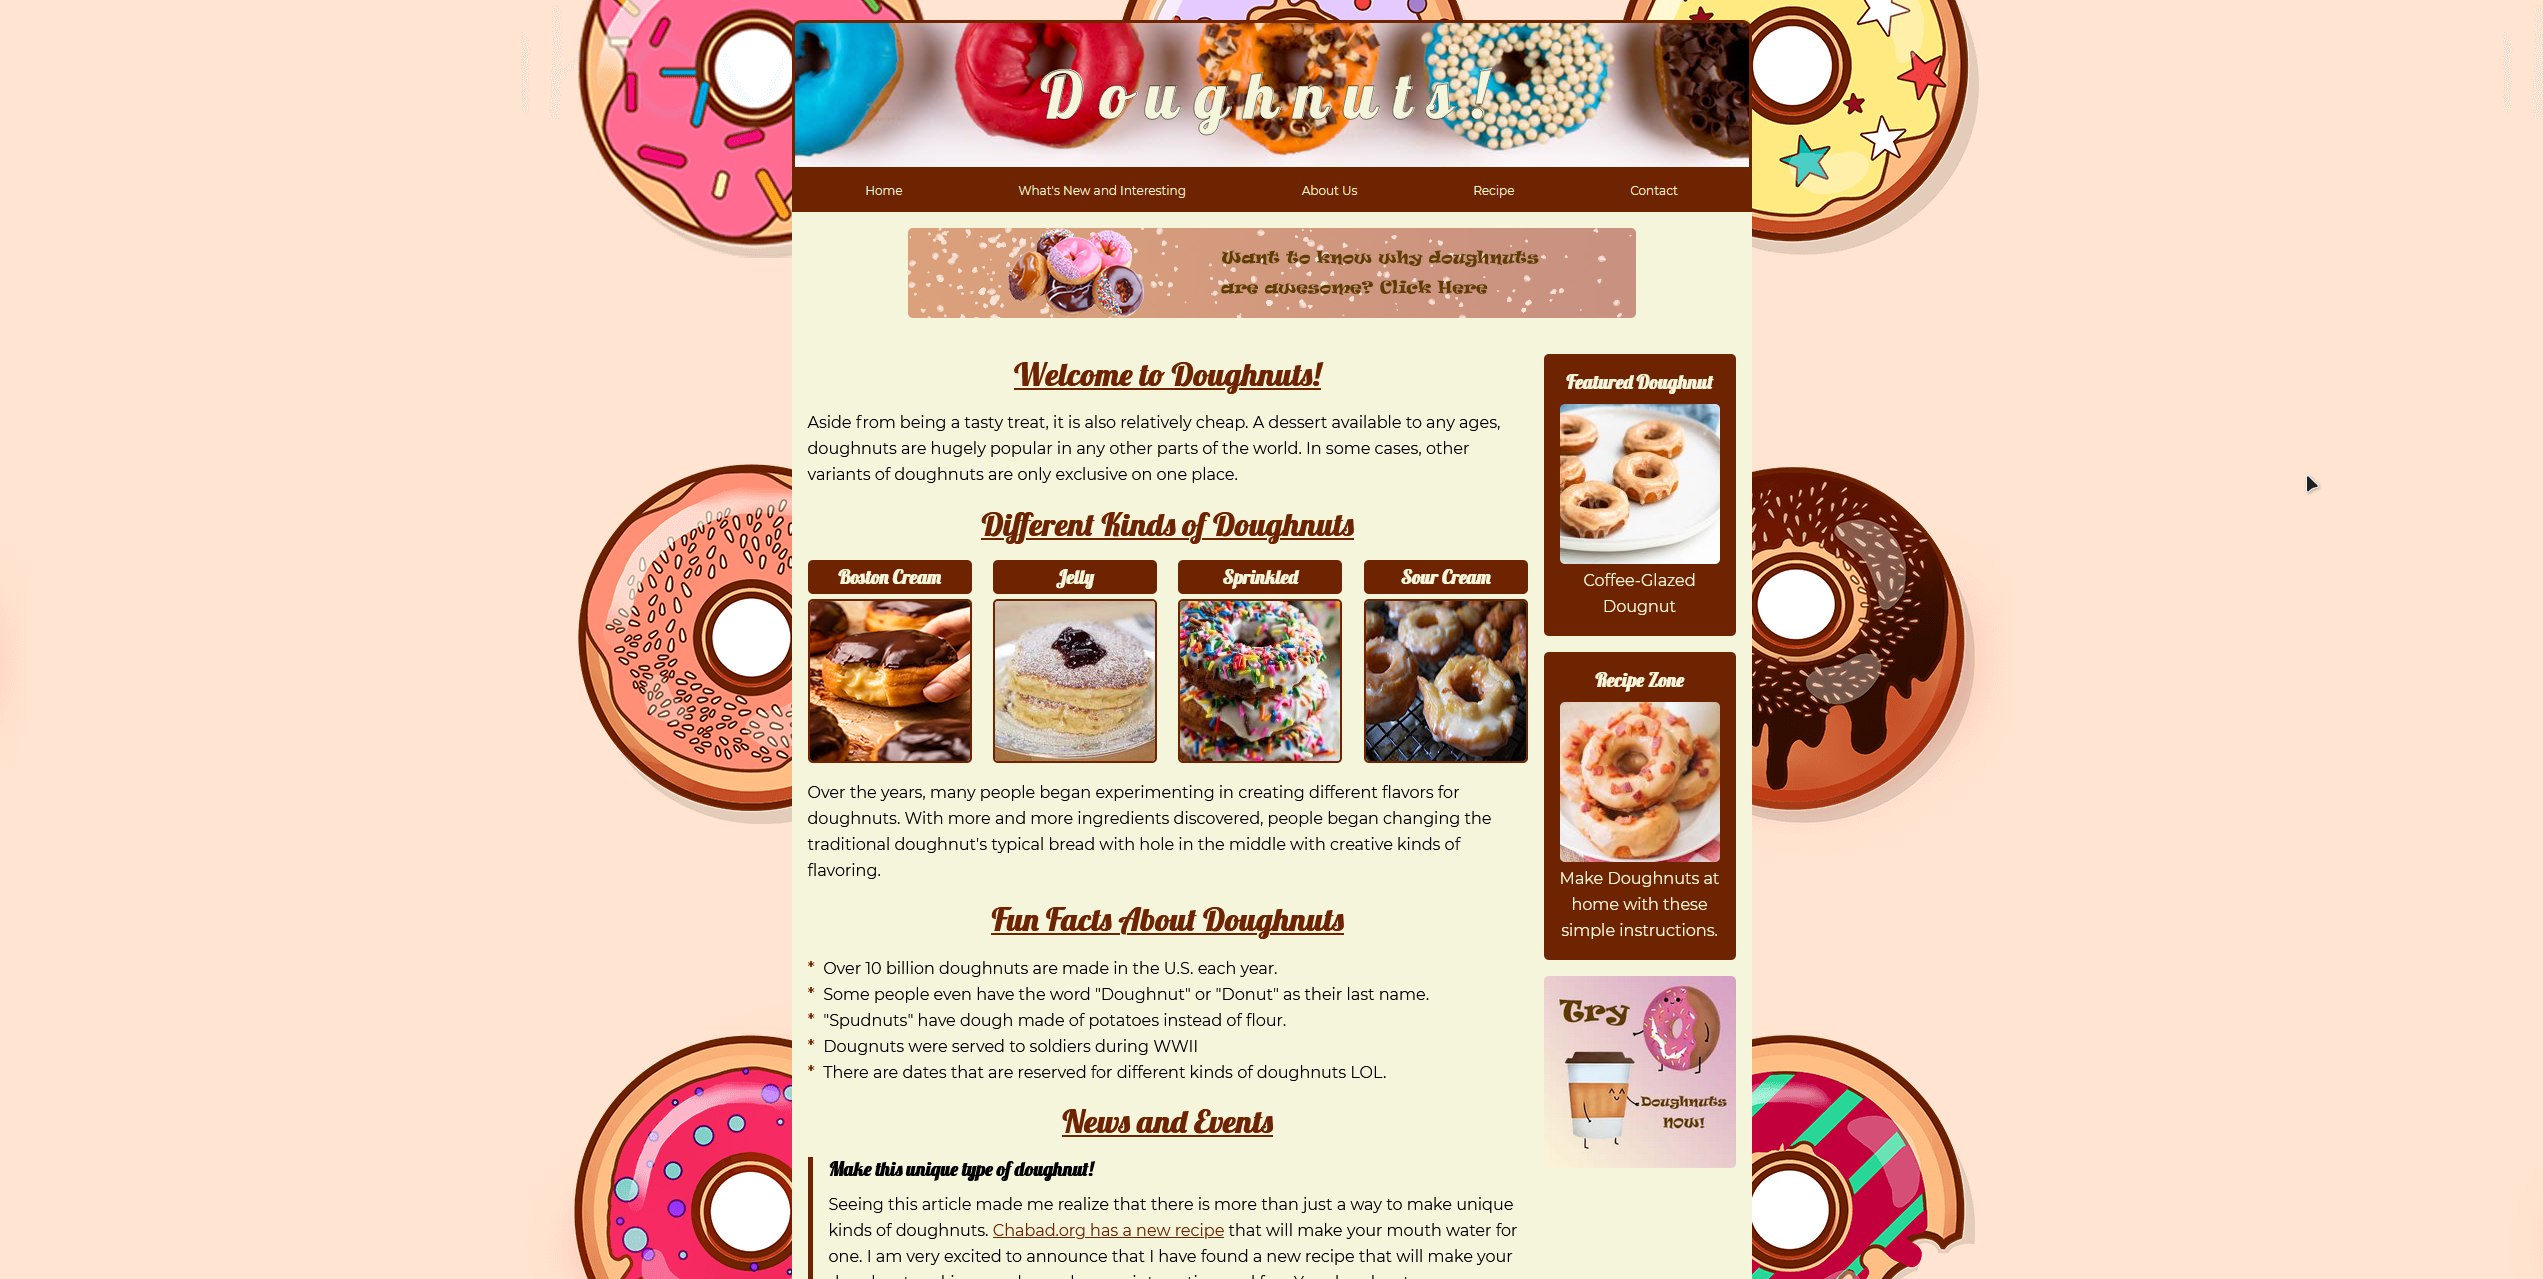 Doughnuts!
Home What's New and Interesting About Us Recipe Contact
Want to know why doughnuts
are awesome? Click Here
Welcome to Doughnuts!
Aside from being a tasty treat, it is also relatively cheap. A dessert available to any ages,
doughnuts are hugely popular in any other parts of the world. In some cases, other
variants of doughnuts are only exclusive on one place.
Different Kinds of Doughnuts
Boston Cream Jelly Sprinkled Sour Cream
Over the years, many people began experimenting in creating different flavors for
doughnuts. With more and more ingredients discovered, people began changing the
traditional doughnut's typical bread with hole in the middle with creative kinds of
flavoring.
Fun Facts About Doughnuts
* Over 10 billion doughnuts are made in the U.S. each year.
* Some people even have the word "Doughnut" or "Donut" as their last name.
* "Spudnuts" have dough made of potatoes instead of flour.
* Dougnuts were served to soldiers during WWII
* There are dates that are reserved for different kinds of doughnuts LOL.
News and Events
Make this unique type of doughnut!
Seeing this article made me realize that there is more than just a way to make unique
kinds of doughnuts. Chabad.org has a new recipe that will make your mouth water for
one. I am very excited to announce that I have found a new recipe that will make your
Featured Doughnut
Coffee-Glazed
Dougnut
Recipe Zone
Make Doughnuts at
home with these
simple instructions.
Try
Doughnuts
now!